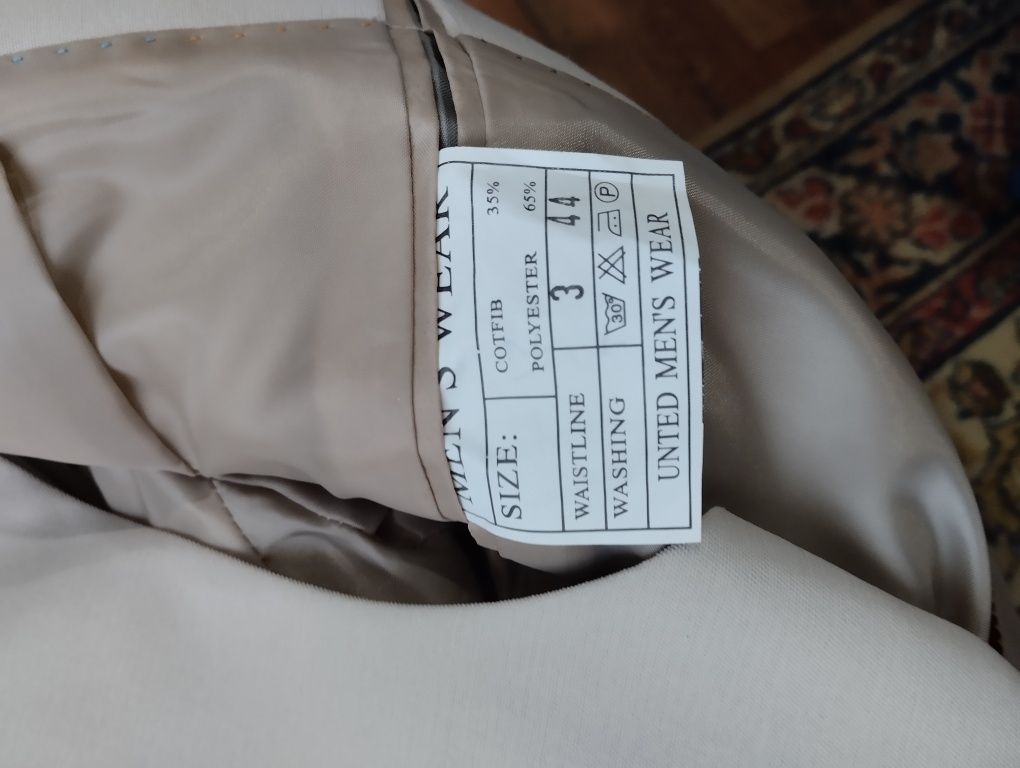 MEN'S WEAR
SIZE:
COTFIB 35%
POLYESTER 65%
WAISTLINE 3 44
WASHING 30° P
UNTED MEN'S WEAR